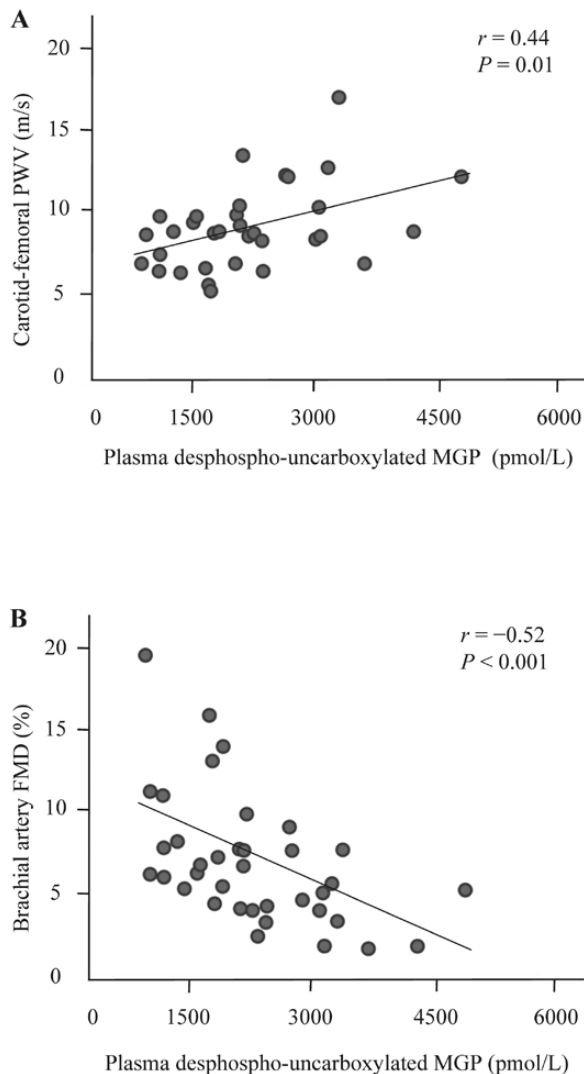 A
r = 0.44
P = 0.01
20
15
10
5
0
Carotid-femoral PWV (m/s)
0 1500 3000 4500 6000
Plasma desphospho-uncarboxylated MGP (pmol/L)
B
r = −0.52
P < 0.001
20
15
10
5
0
Brachial artery FMD (%)
0 1500 3000 4500 6000
Plasma desphospho-uncarboxylated MGP (pmol/L)